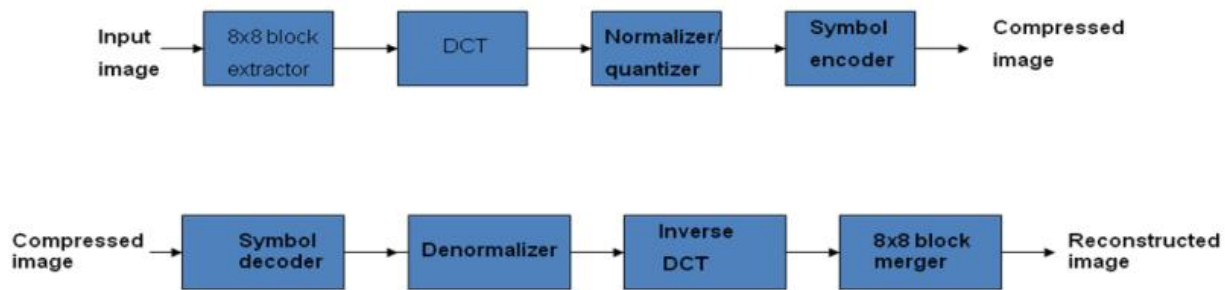 Input
image
8x8 block
extractor
DCT
Normalizer/
quantizer
Symbol
encoder
Compressed
image
Compressed
image
Symbol
decoder
Denormalizer
Inverse
DCT
8x8 block
merger
Reconstructed
image